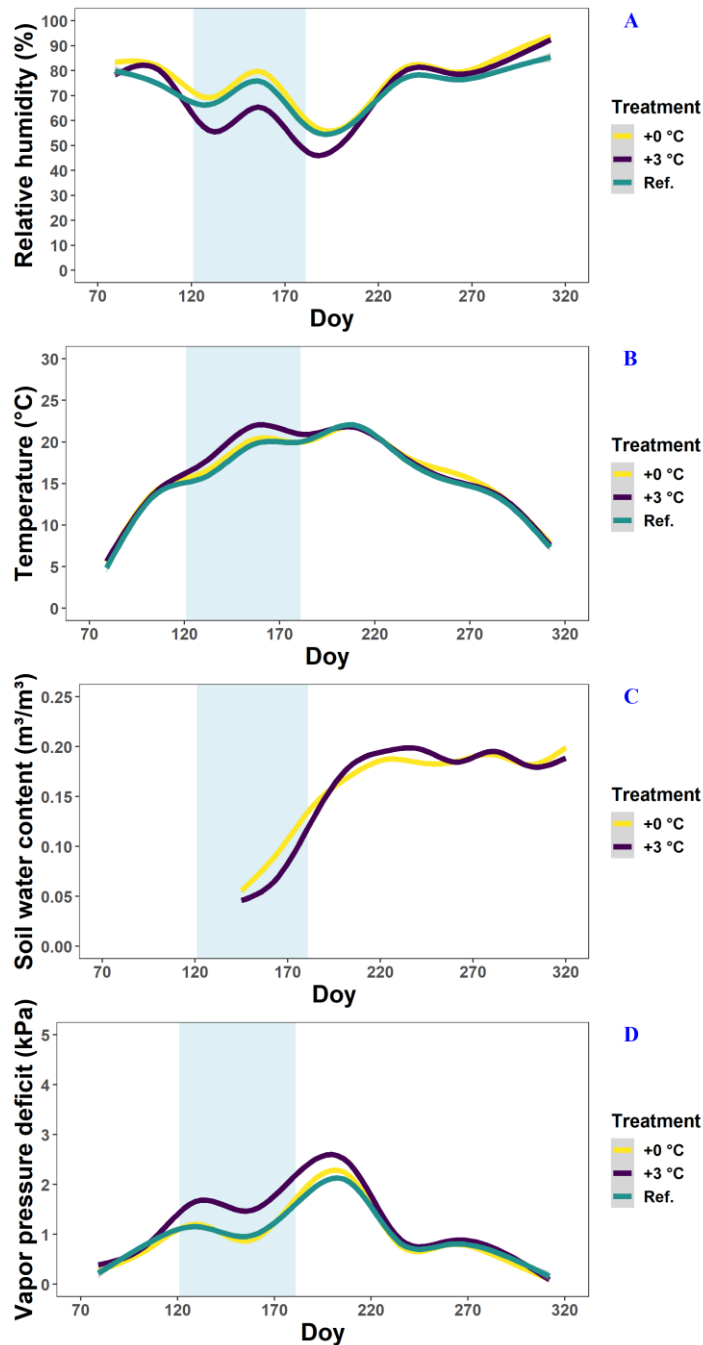 A
Relative humidity (%)
100
90
80
70
60
50
40
30
20
10
0
70 120 170 220 270 320
Doy
Treatment
+0 °C
+3 °C
Ref.
B
Temperature (°C)
30
25
20
15
10
5
0
70 120 170 220 270 320
Doy
Treatment
+0 °C
+3 °C
Ref.
C
Soil water content (m³/m³)
0.25
0.20
0.15
0.10
0.05
0.00
70 120 170 220 270 320
Doy
Treatment
+0 °C
+3 °C
D
Vapor pressure deficit (kPa)
5
4
3
2
1
0
70 120 170 220 270 320
Doy
Treatment
+0 °C
+3 °C
Ref.